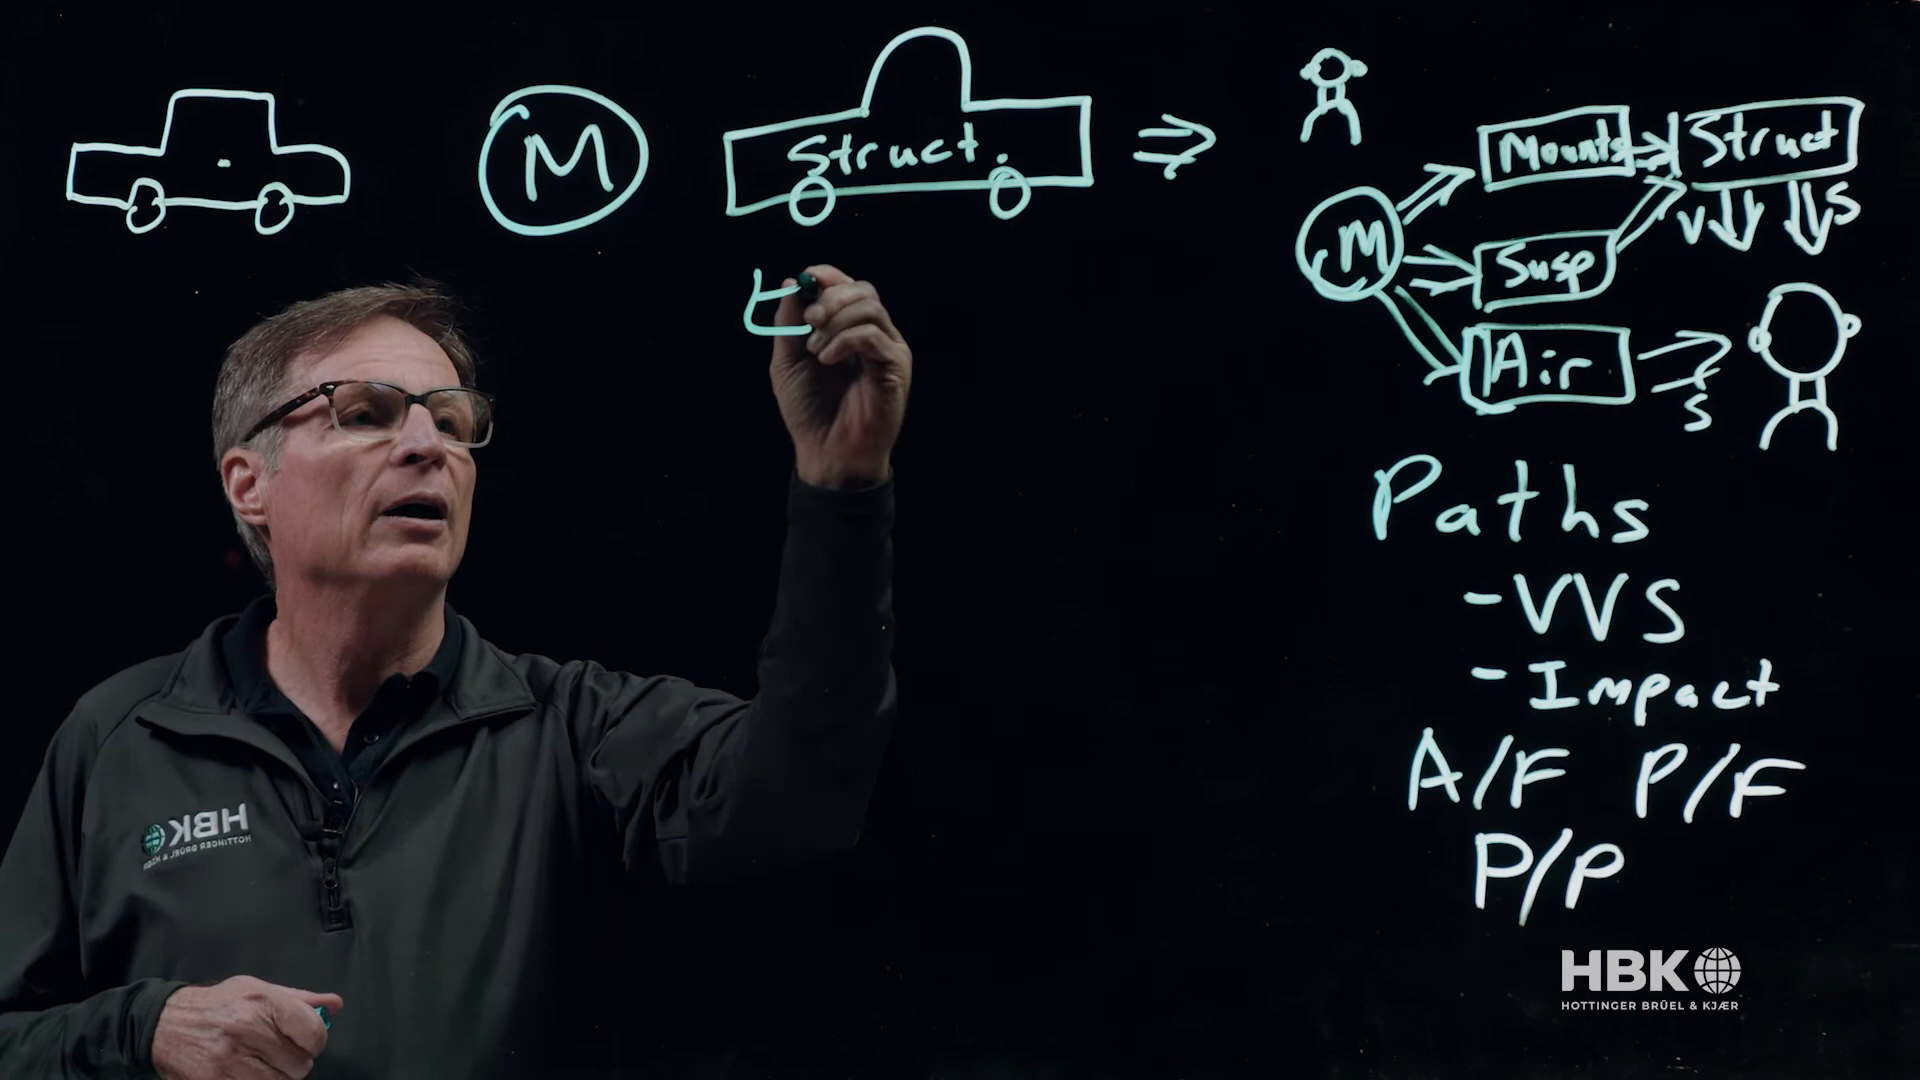 M
Struct.
Mounts
Struct
V
S
M
Susp
Air
S
Paths
- VVS
- Impact
A/F P/F
P/P
HBK
HOTTINGER BRÜEL & KJÆR
HBK
HOTTINGER BRÜEL & KJÆR